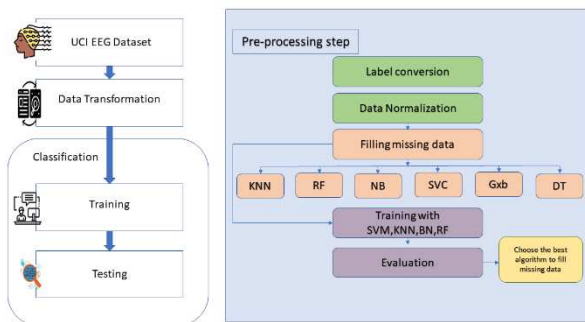 UCI EEG Dataset
Data Transformation
Classification
Training
Testing
Pre-processing step
Label conversion
Data Normalization
Filling missing data
KNN
RF
NB
SVC
Gxb
DT
Training with
SVM,KNN,BN,RF
Evaluation
Choose the best
algorithm to fill
missing data